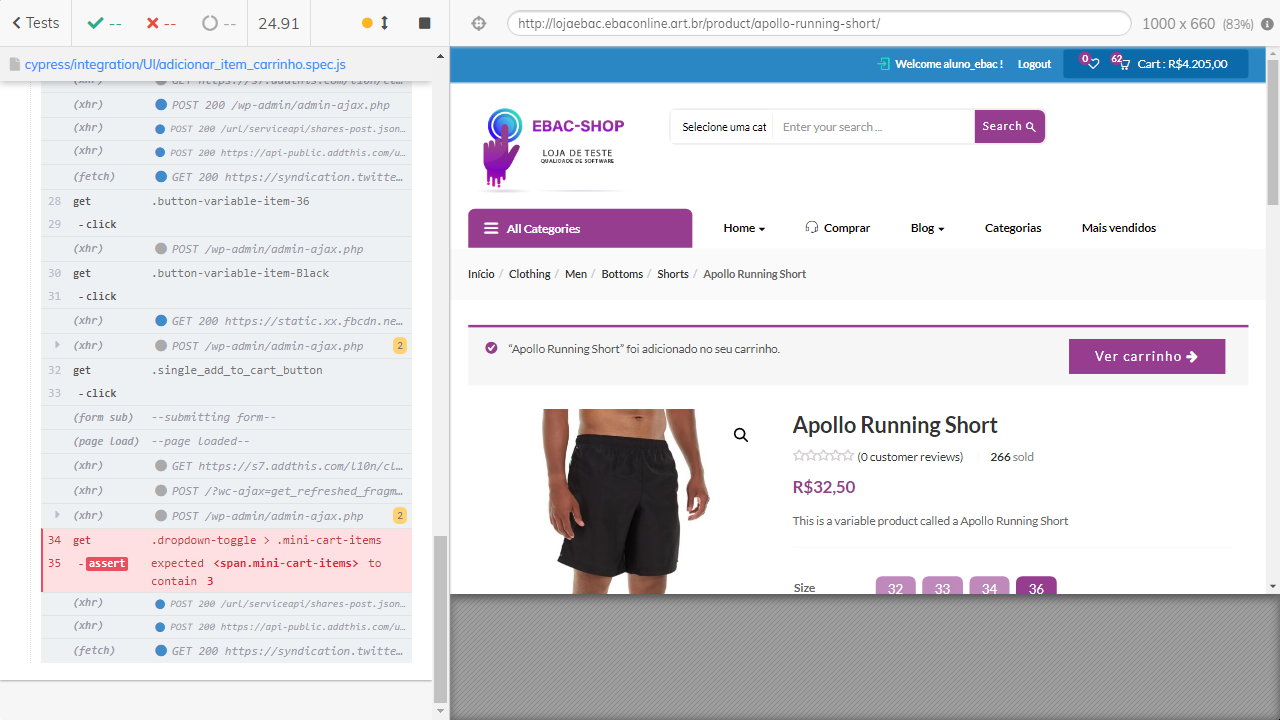 Tests
--
--
--
24.91
http://lojaebac.ebaconline.art.br/product/apollo-running-short/
1000 x 660 (83%)
cypress/integration/UI/adicionar_item_carrinho.spec.js
(xhr) GET https://s7.addthis.com/l10n/cl…
(xhr) POST 200 /wp-admin/admin-ajax.php
(xhr) POST 200 /url/serviceapi/shares-post.json…
(xhr) POST 200 https://api-public.addthis.com/u…
(fetch) GET 200 https://syndication.twitte…
28 get .button-variable-item-36
29 - click
(xhr) POST /wp-admin/admin-ajax.php
30 get .button-variable-item-Black
31 - click
(xhr) GET 200 https://static.xx.fbcdn.ne…
(xhr) POST /wp-admin/admin-ajax.php 2
32 get .single_add_to_cart_button
33 - click
(form sub) --submitting form--
(page load) --page loaded--
(xhr) GET https://s7.addthis.com/l10n/cl…
(xhr) POST /?wc-ajax=get_refreshed_fragm…
(xhr) POST /wp-admin/admin-ajax.php 2
34 get .dropdown-toggle > .mini-cart-items
35 - assert expected <span.mini-cart-items> to
contain 3
(xhr) POST 200 /url/serviceapi/shares-post.json…
(xhr) POST 200 https://api-public.addthis.com/u…
(fetch) GET 200 https://syndication.twitte…
Welcome aluno_ebac !
Logout
0
62
Cart : R$4.205,00
EBAC-SHOP
LOJA DE TESTE
QUALIDADE DE SOFTWARE
Selecione uma cat
Enter your search ...
Search
All Categories
Home
Comprar
Blog
Categorias
Mais vendidos
Início / Clothing / Men / Bottoms / Shorts / Apollo Running Short
“Apollo Running Short” foi adicionado no seu carrinho.
Ver carrinho
Apollo Running Short
(0 customer reviews)
266 sold
R$32,50
This is a variable product called a Apollo Running Short
Size
32
33
34
36